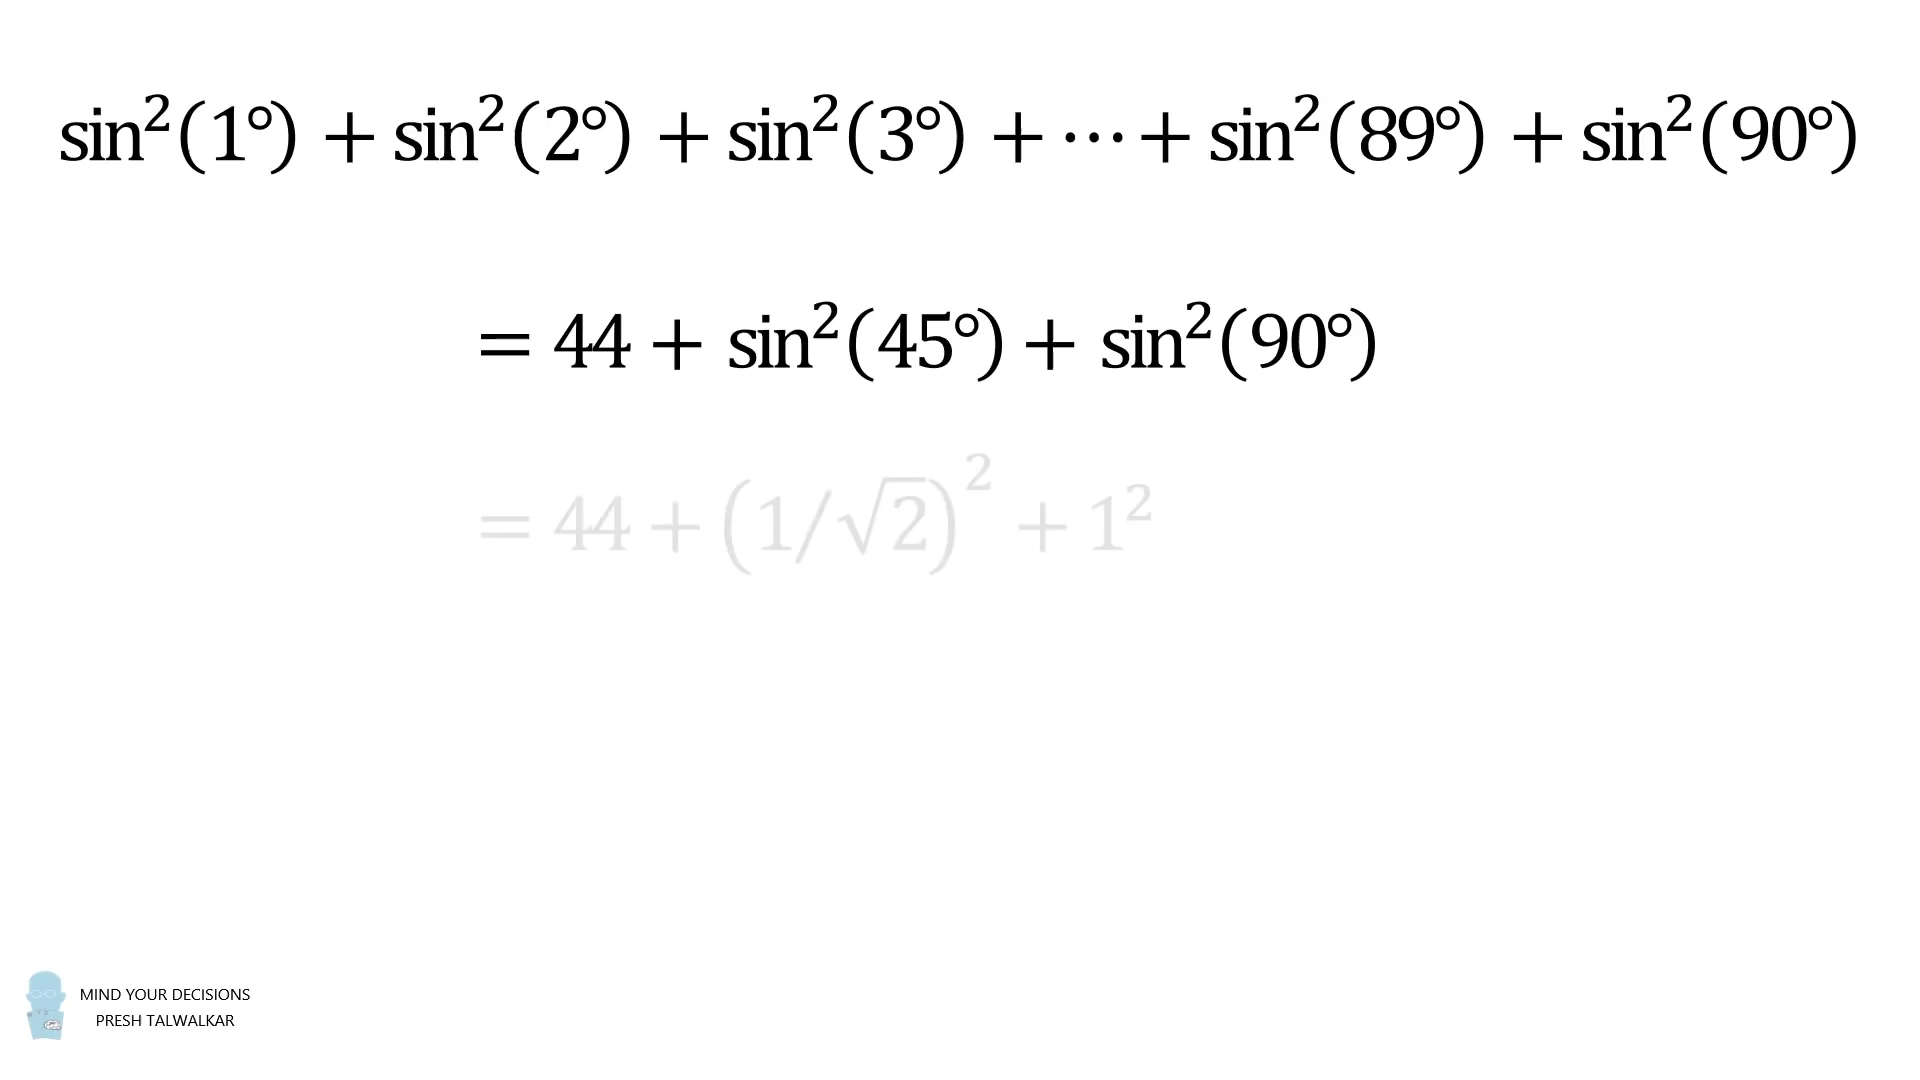 sin²(1°) + sin²(2°) + sin²(3°) + ⋯ + sin²(89°) + sin²(90°)
= 44 + sin²(45°) + sin²(90°)
= 44 + (1/√2)² + 1²
MIND YOUR DECISIONS
PRESH TALWALKAR